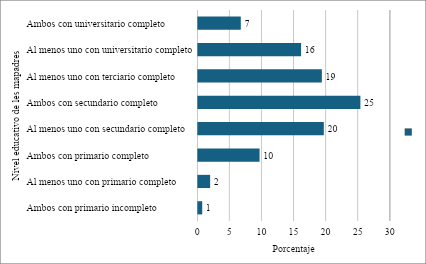 Nivel educativo de les mapadres
Ambos con universitario completo 7
Al menos uno con universitario completo 16
Al menos uno con terciario completo 19
Ambos con secundario completo 25
Al menos uno con secundario completo 20
Ambos con primario completo 10
Al menos uno con primario completo 2
Ambos con primario incompleto 1
0 5 10 15 20 25 30
Porcentaje